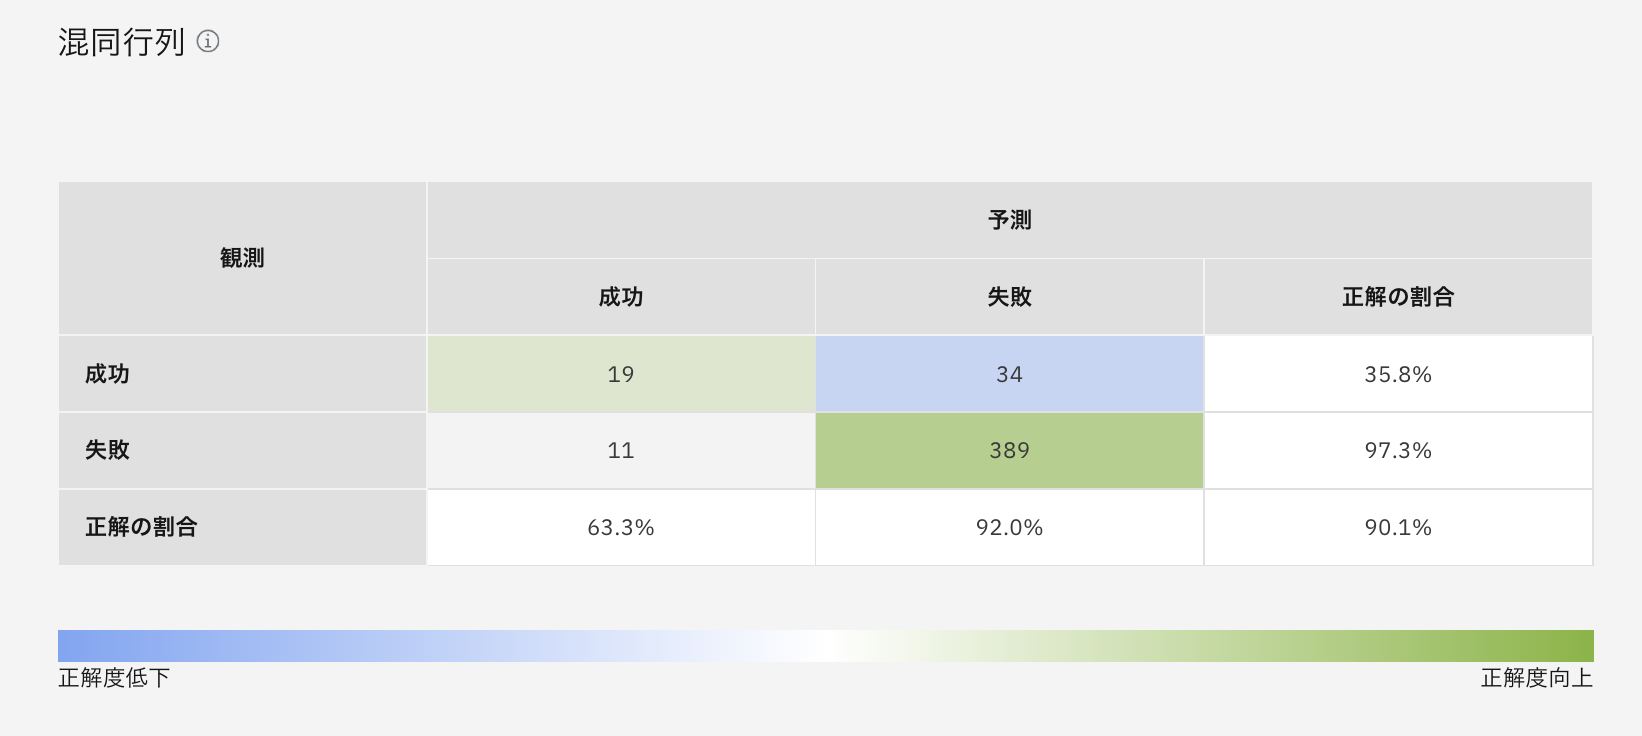 混同行列
観測
予測
成功 失敗 正解の割合
成功 19 34 35.8%
失敗 11 389 97.3%
正解の割合 63.3% 92.0% 90.1%
正解度低下 正解度向上